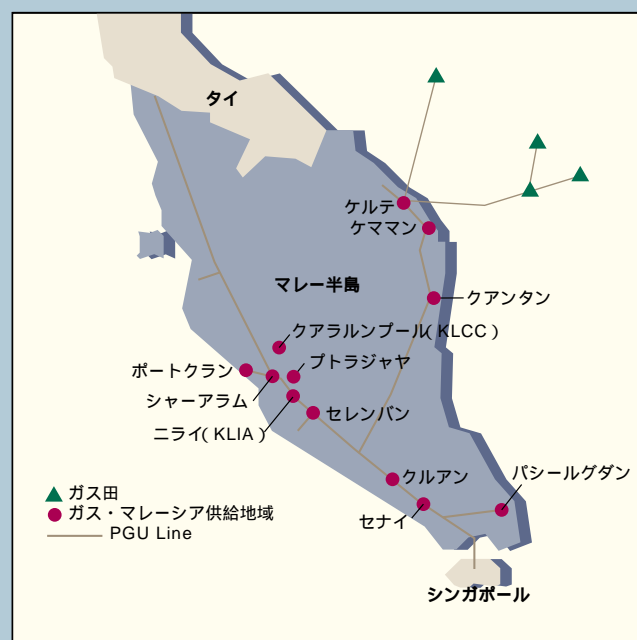 タイ
ケルテ
ケママン
マレー半島
クアンタン
クアラルンプール(KLCC)
ポートクラン
プトラジャヤ
シャーアラム
セレンバン
ニライ(KLIA)
クルアン
パシールグダン
セナイ
ガス田
ガス・マレーシア供給地域
PGU Line
シンガポール